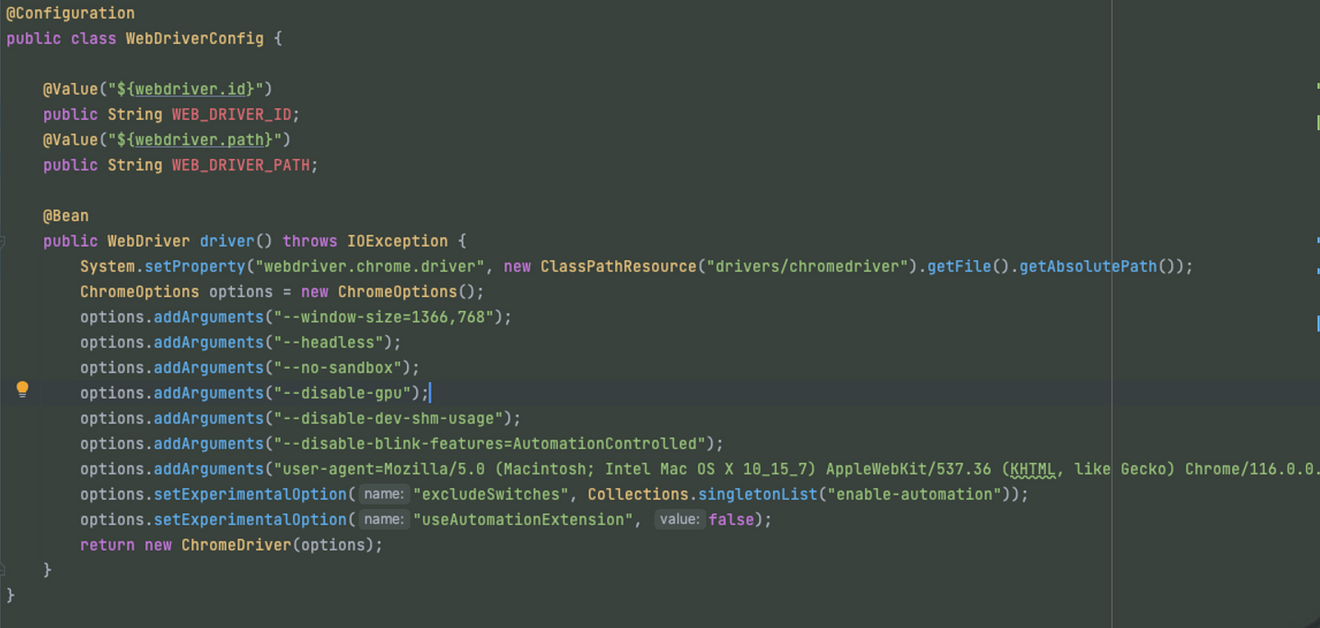 @Configuration
public class WebDriverConfig {
@Value("${webdriver.id}")
public String WEB_DRIVER_ID;
@Value("${webdriver.path}")
public String WEB_DRIVER_PATH;
@Bean
public WebDriver driver() throws IOException {
System.setProperty("webdriver.chrome.driver", new ClassPathResource("drivers/chromedriver").getFile().getAbsolutePath());
ChromeOptions options = new ChromeOptions();
options.addArguments("--window-size=1366,768");
options.addArguments("--headless");
options.addArguments("--no-sandbox");
options.addArguments("--disable-gpu");
options.addArguments("--disable-dev-shm-usage");
options.addArguments("--disable-blink-features=AutomationControlled");
options.addArguments("user-agent=Mozilla/5.0 (Macintosh; Intel Mac OS X 10_15_7) AppleWebKit/537.36 (KHTML, like Gecko) Chrome/116.0.0.
options.setExperimentalOption( name: "excludeSwitches", Collections.singletonList("enable-automation"));
options.setExperimentalOption( name: "useAutomationExtension", value: false);
return new ChromeDriver(options);
}
}